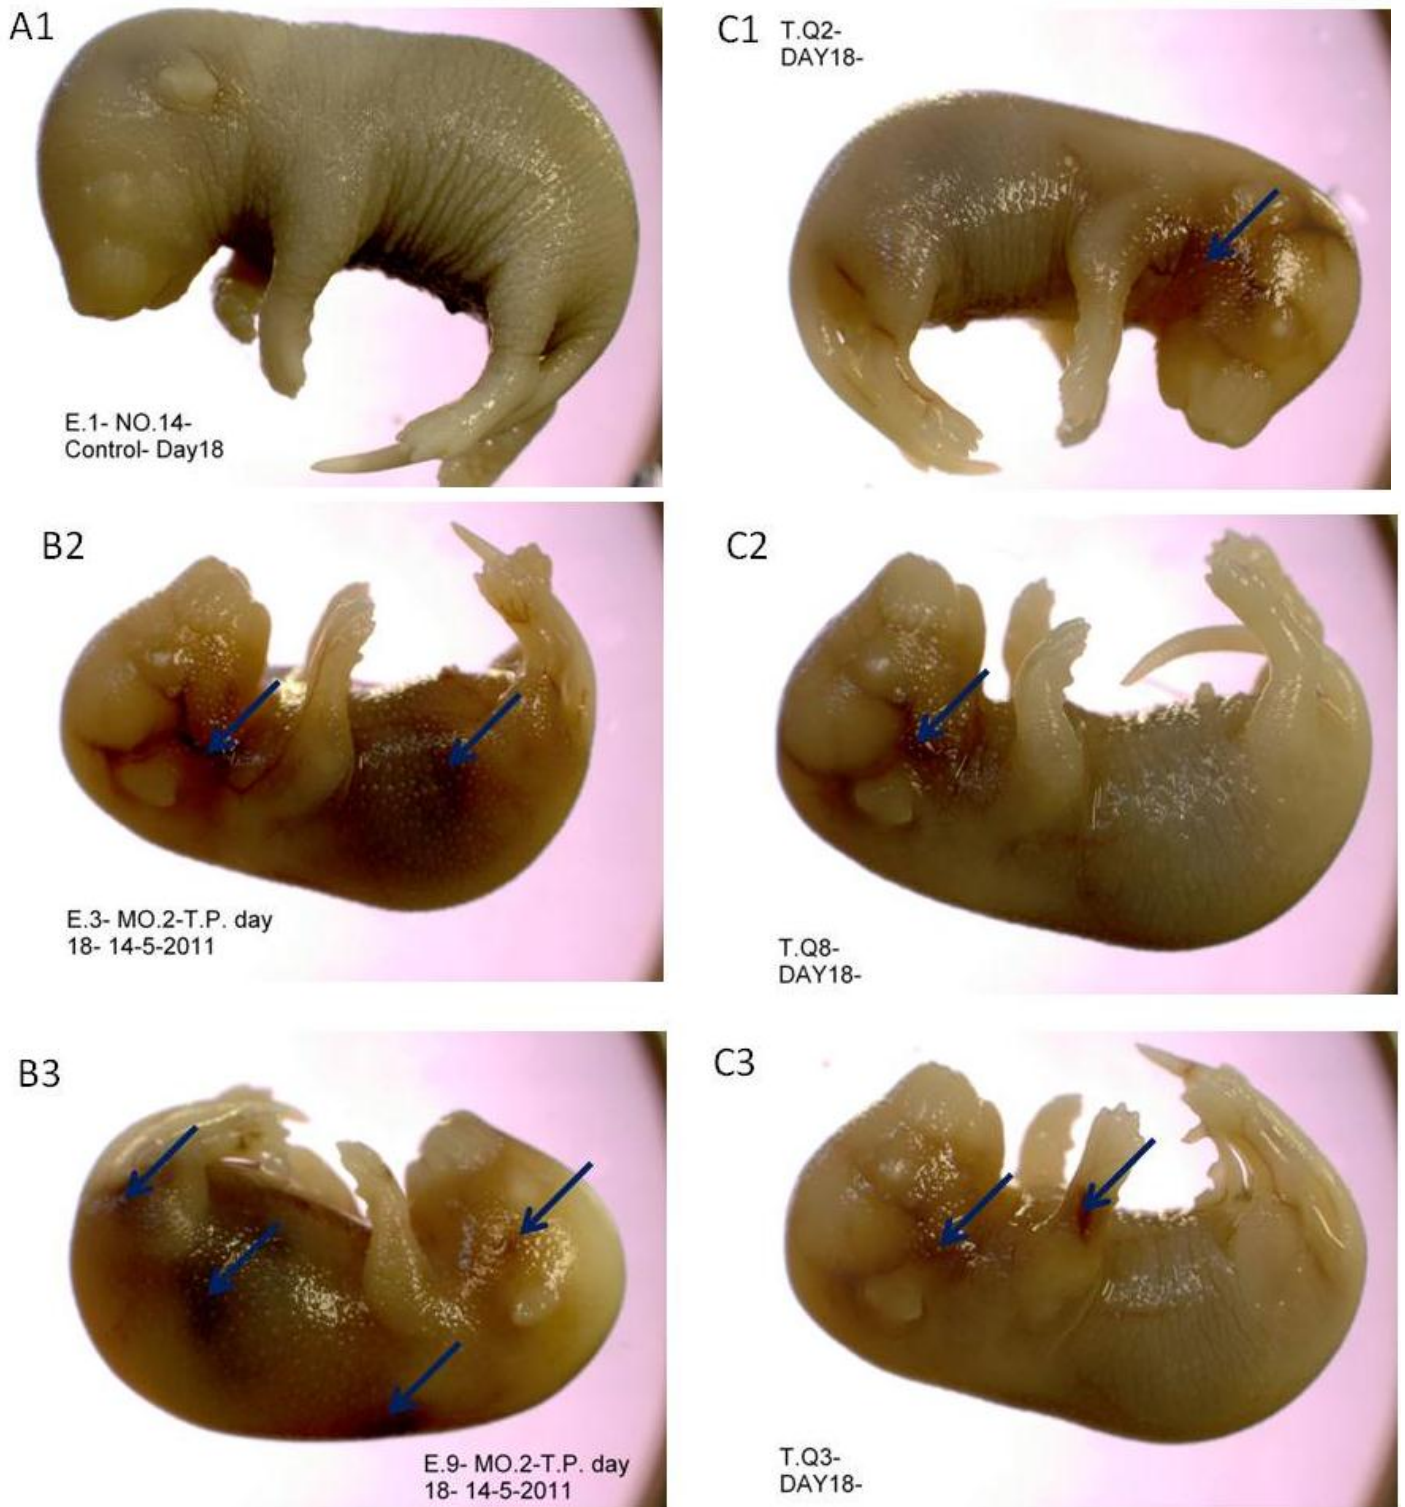 A1
E.1- NO.14-
Control- Day18
C1
T.Q2-
DAY18-
B2
E.3- MO.2-T.P. day
18- 14-5-2011
C2
T.Q8-
DAY18-
B3
E.9- MO.2-T.P. day
18- 14-5-2011
C3
T.Q3-
DAY18-